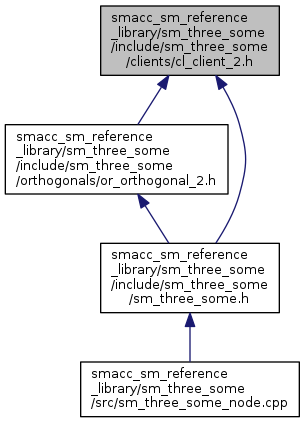 smacc_sm_reference
_library/sm_three_some
/include/sm_three_some
/clients/cl_client_2.h
smacc_sm_reference
_library/sm_three_some
/include/sm_three_some
/orthogonals/or_orthogonal_2.h
smacc_sm_reference
_library/sm_three_some
/include/sm_three_some
/sm_three_some.h
smacc_sm_reference
_library/sm_three_some
/src/sm_three_some_node.cpp